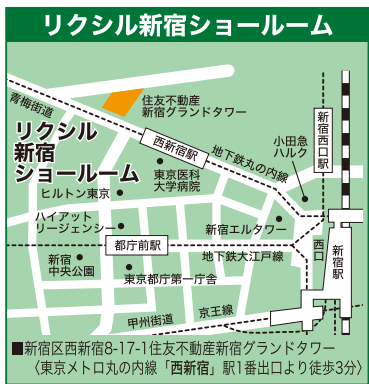 リクシル新宿ショールーム
青梅街道
住友不動産
新宿グランドタワー
リクシル
新宿
ショールーム
西新宿駅
地下鉄丸の内線
小田急
ハルク
新宿西口駅
東京医科
大学病院
ヒルトン東京
ハイアット
リージェンシー
新宿エルタワー
都庁前駅
地下鉄大江戸線
西口
新宿駅
新宿
中央公園
東京都庁第一庁舎
京王線
甲州街道
■新宿区西新宿8-17-1住友不動産新宿グランドタワー
〈東京メトロ丸の内線「西新宿」駅1番出口より徒歩3分〉